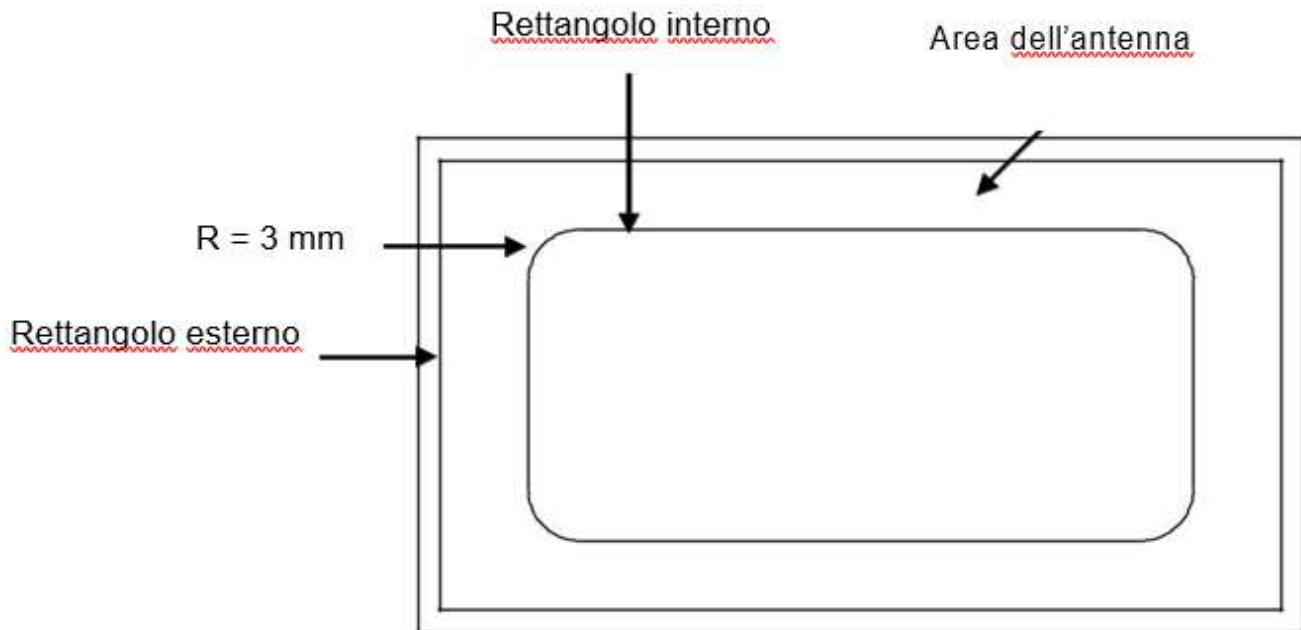 Rettangolo interno
Area dell'antenna
R = 3 mm
Rettangolo esterno